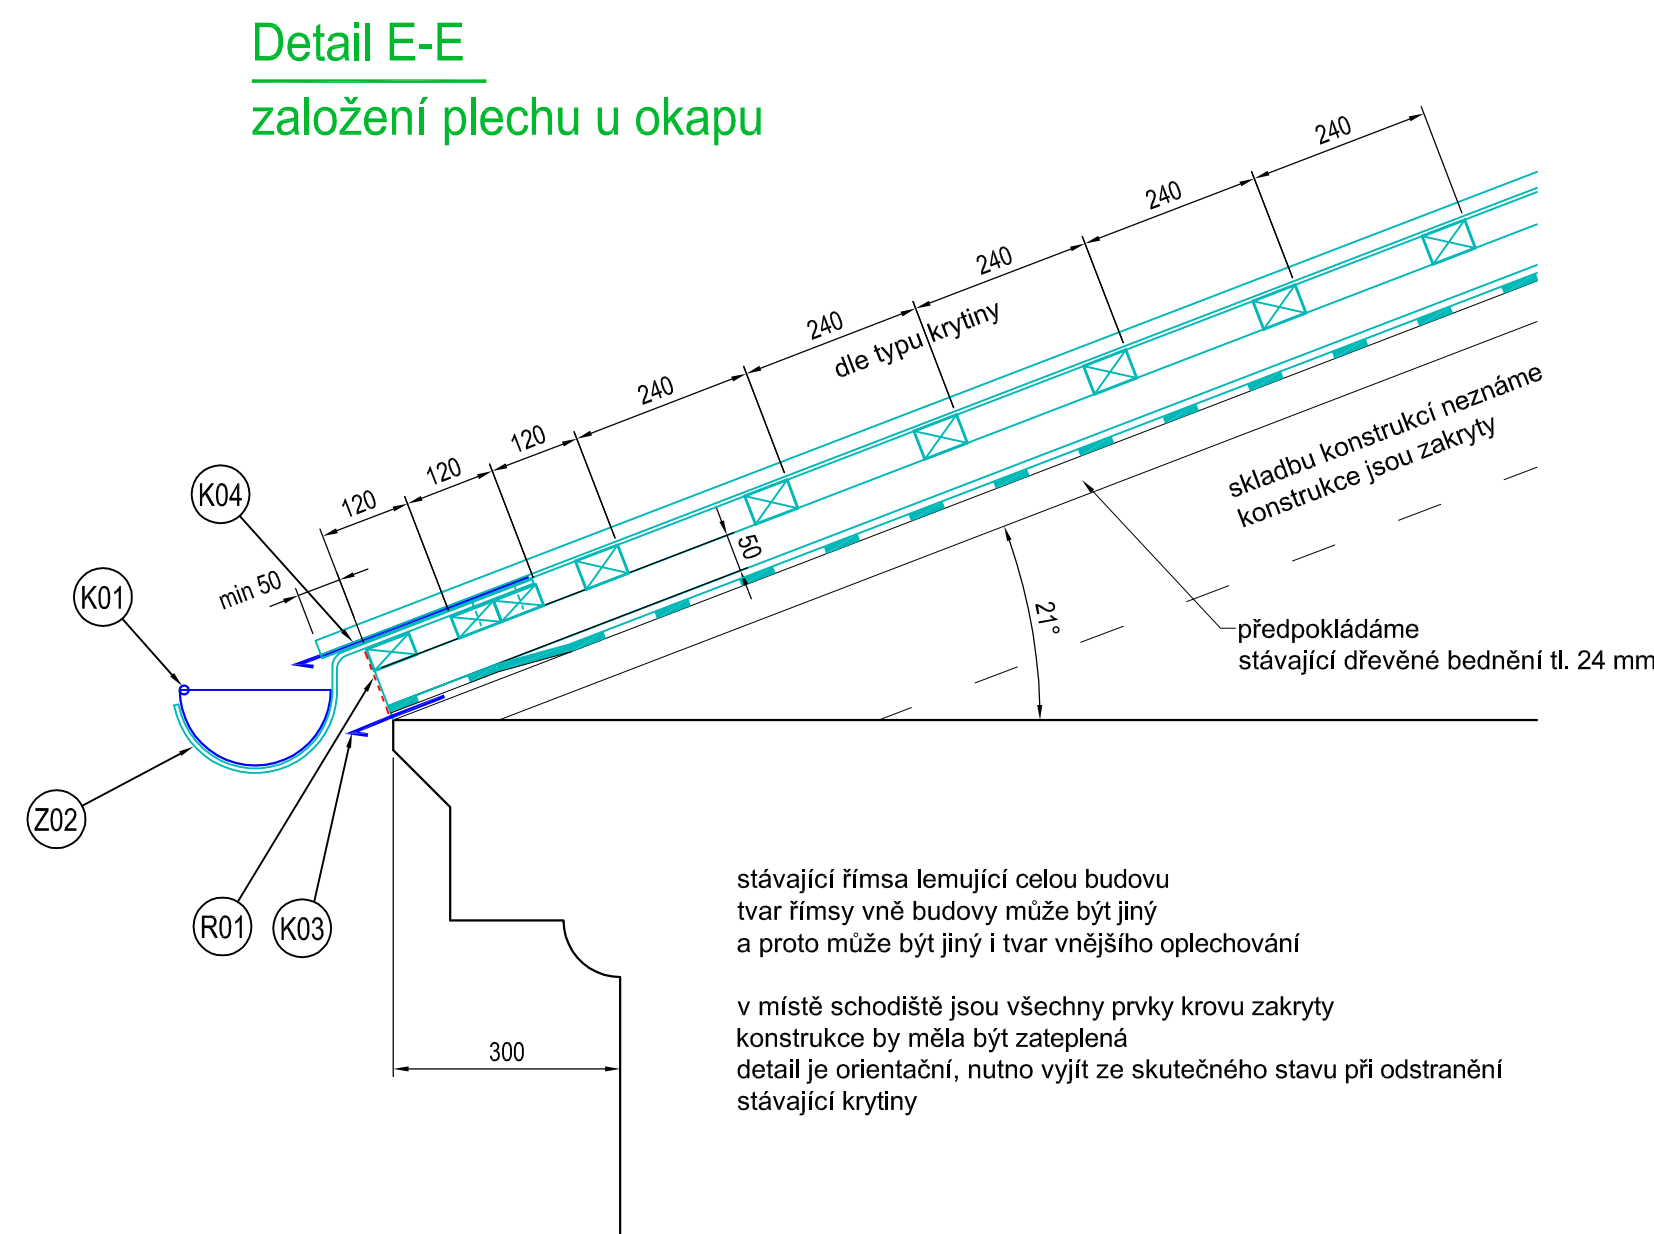 Detail E-E
založení plechu u okapu
240
240
240
240
dle typu krytiny
240
120
120
120
min 50
50
21°
K04
K01
Z02
R01
K03
skladbu konstrukcí neznáme
konstrukce jsou zakryty
předpokládáme
stávající dřevěné bednění tl. 24 mm
stávající římsa lemující celou budovu
tvar římsy vně budovy může být jiný
a proto může být jiný i tvar vnějšího oplechování
v místě schodiště jsou všechny prvky krovu zakryty
konstrukce by měla být zateplená
detail je orientační, nutno vyjít ze skutečného stavu při odstranění
stávající krytiny
300